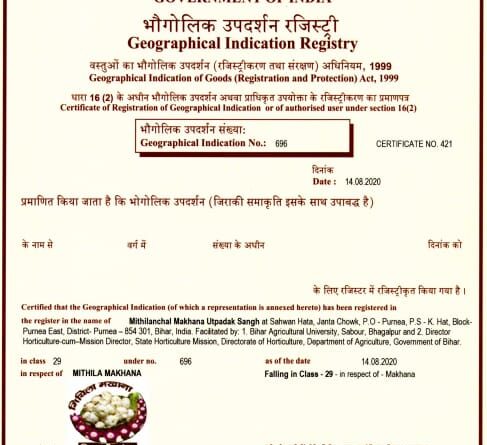 GOVERNMENT OF INDIA
भौगोलिक उपदर्शन रजिस्ट्री
Geographical Indication Registry
वस्तुओं का भौगोलिक उपदर्शन (रजिस्ट्रीकरण तथा संरक्षण) अधिनियम, 1999
Geographical Indication of Goods (Registration and Protection) Act, 1999
धारा 16 (2) के अधीन भौगोलिक उपदर्शन अथवा प्राधिकृत उपयोक्ता के रजिस्ट्रीकरण का प्रमाणपत्र
Certificate of Registration of Geographical Indication or of authorised user under section 16(2)
भौगोलिक उपदर्शन संख्या:
Geographical Indication No.: 696 CERTIFICATE NO. 421
दिनांक
Date : 14.08.2020
प्रमाणित किया जाता है कि भोगोलिक उपदर्शन (जिराकी समाकृति इसके साथ उपाबद्ध है)
के नाम से वर्ग में संख्या के अधीन दिनांक को
के लिए रजिस्टर में रजिस्ट्रीकृत किया गया है।
Certified that the Geographical Indication (of which a representation is annexed hereto) has been registered in
the register in the name of Mithilanchal Makhana Utpadak Sangh at Sahwan Hata, Janta Chowk, P.O - Purnea, P.S - K. Hat, Block-
Purnea East, District- Purnea – 854 301, Bihar, India. Facilitated by: 1. Bihar Agricultural University, Sabour, Bhagalpur and 2. Director
Horticulture-cum–Mission Director, State Horticulture Mission, Directorate of Horticulture, Department of Agriculture, Government of Bihar.
in class 29 under no. 696 as of the date 14.08.2020
in respect of MITHILA MAKHANA Falling in Class - 29 - in respect of - Makhana
मिथिला मखाना